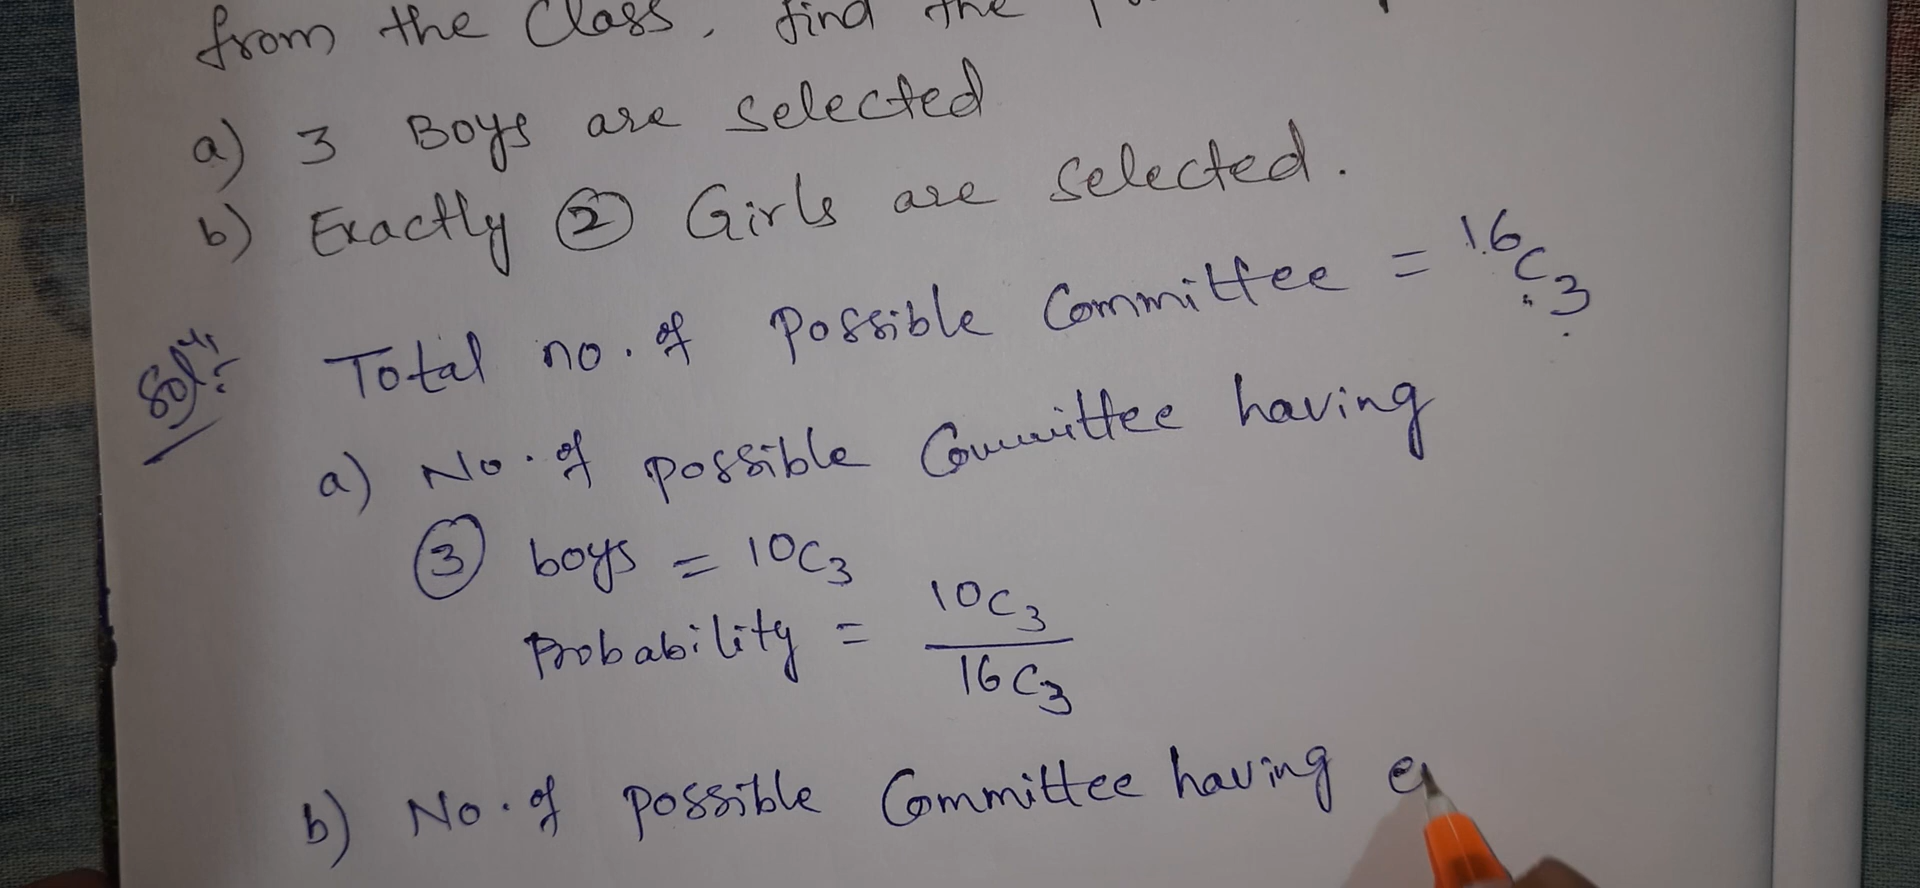 from the Class, find the
a) 3 Boys are selected
b) Exactly 2 Girls are selected.
Soln: Total no. of possible Committee = 16C3
a) No. of possible Committee having
3 boys = 10C3
Probability = 10C3
16C3
b) No. of possible Committee having e